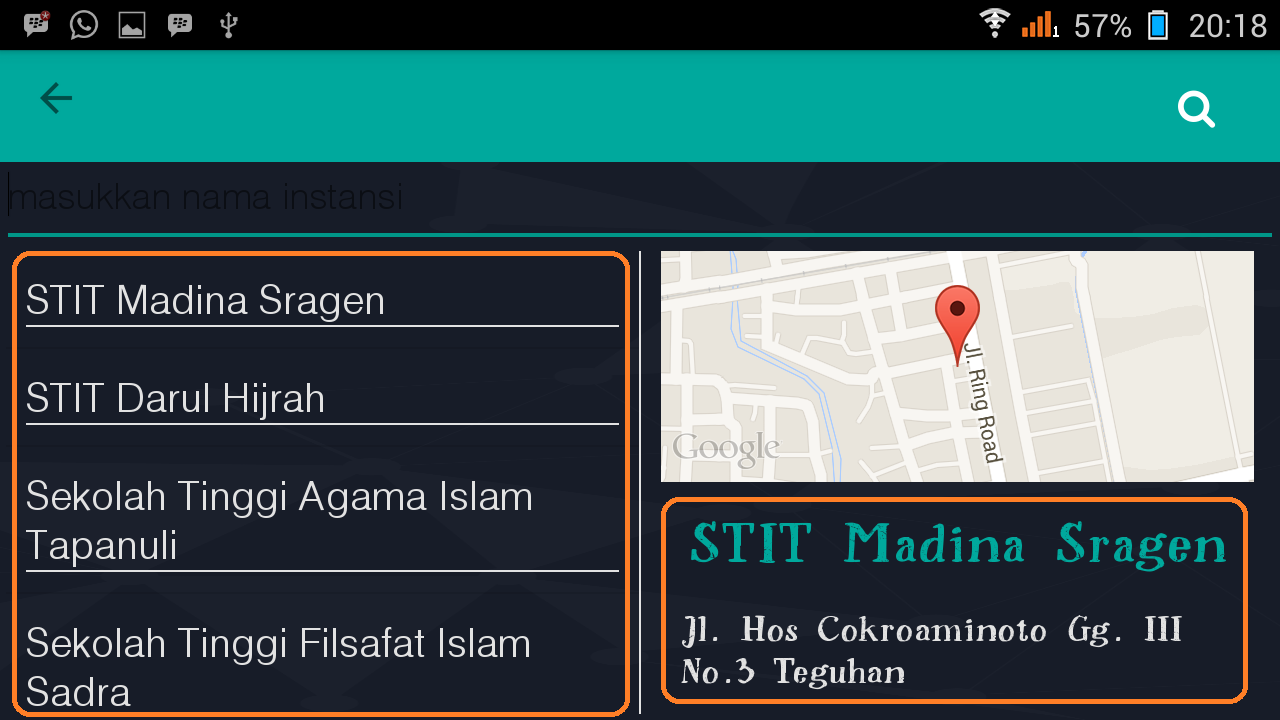 1 57% 20:18
masukkan nama instansi
STIT Madina Sragen
STIT Darul Hijrah
Sekolah Tinggi Agama Islam
Tapanuli
Sekolah Tinggi Filsafat Islam
Sadra
Jl. Ring Road
Google
STIT Madina Sragen
Jl. Hos Cokroaminoto Gg. III
No.3 Teguhan